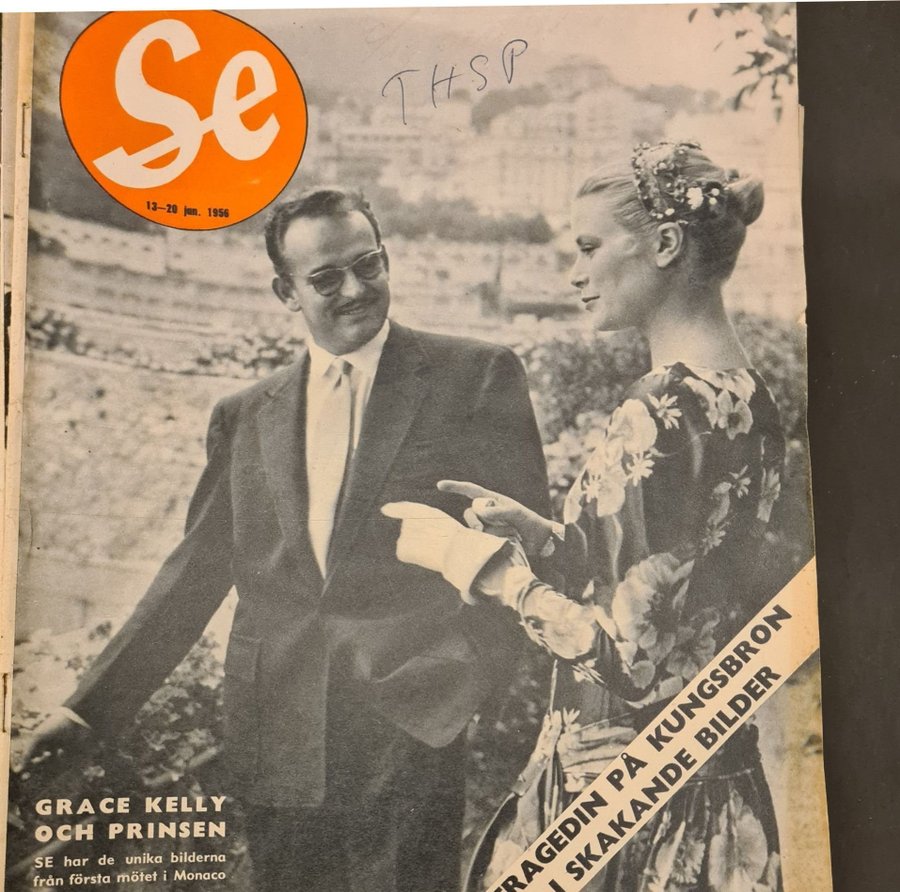 Se
13—20 jan. 1956
THSP
GRACE KELLY
OCH PRINSEN
SE har de unika bilderna
från första mötet i Monaco
RAGEDIN PÅ KUNGSBRON
I SKAKANDE BILDER